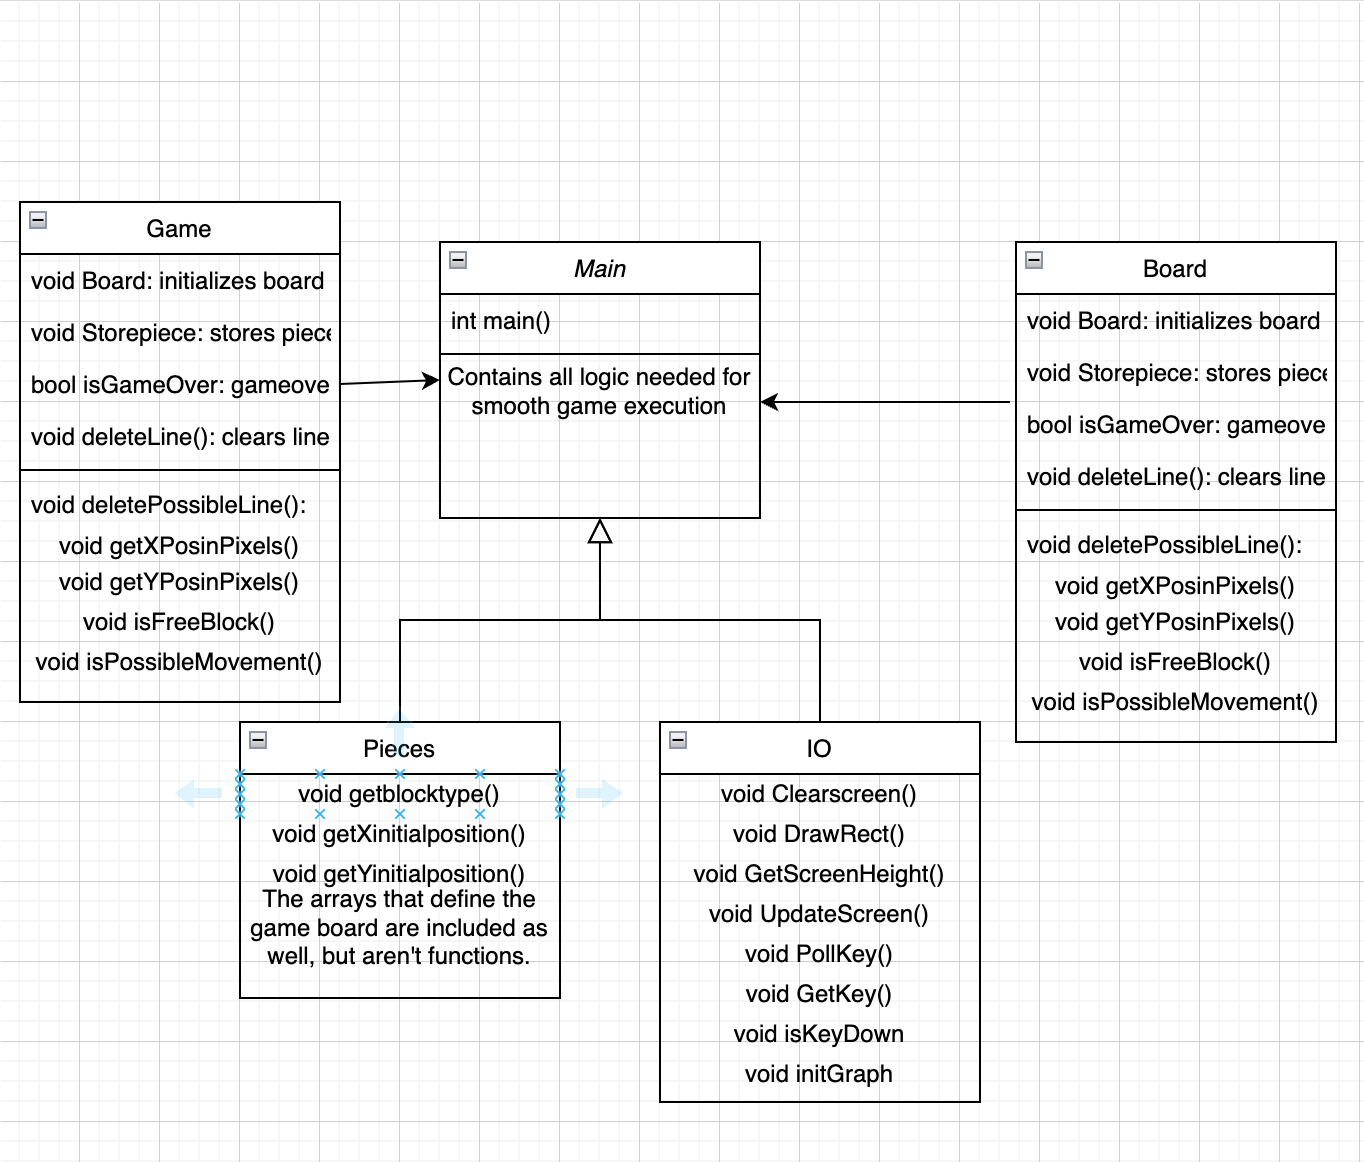 Game
void Board: initializes board
void Storepiece: stores piece
bool isGameOver: gameove
void deleteLine(): clears line
void deletePossibleLine():
void getXPosinPixels()
void getYPosinPixels()
void isFreeBlock()
void isPossibleMovement()
Main
int main()
Contains all logic needed for
smooth game execution
Board
void Board: initializes board
void Storepiece: stores piece
bool isGameOver: gameove
void deleteLine(): clears line
void deletePossibleLine():
void getXPosinPixels()
void getYPosinPixels()
void isFreeBlock()
void isPossibleMovement()
Pieces
void getblocktype()
void getXinitialposition()
void getYinitialposition()
The arrays that define the
game board are included as
well, but aren't functions.
IO
void Clearscreen()
void DrawRect()
void GetScreenHeight()
void UpdateScreen()
void PollKey()
void GetKey()
void isKeyDown
void initGraph